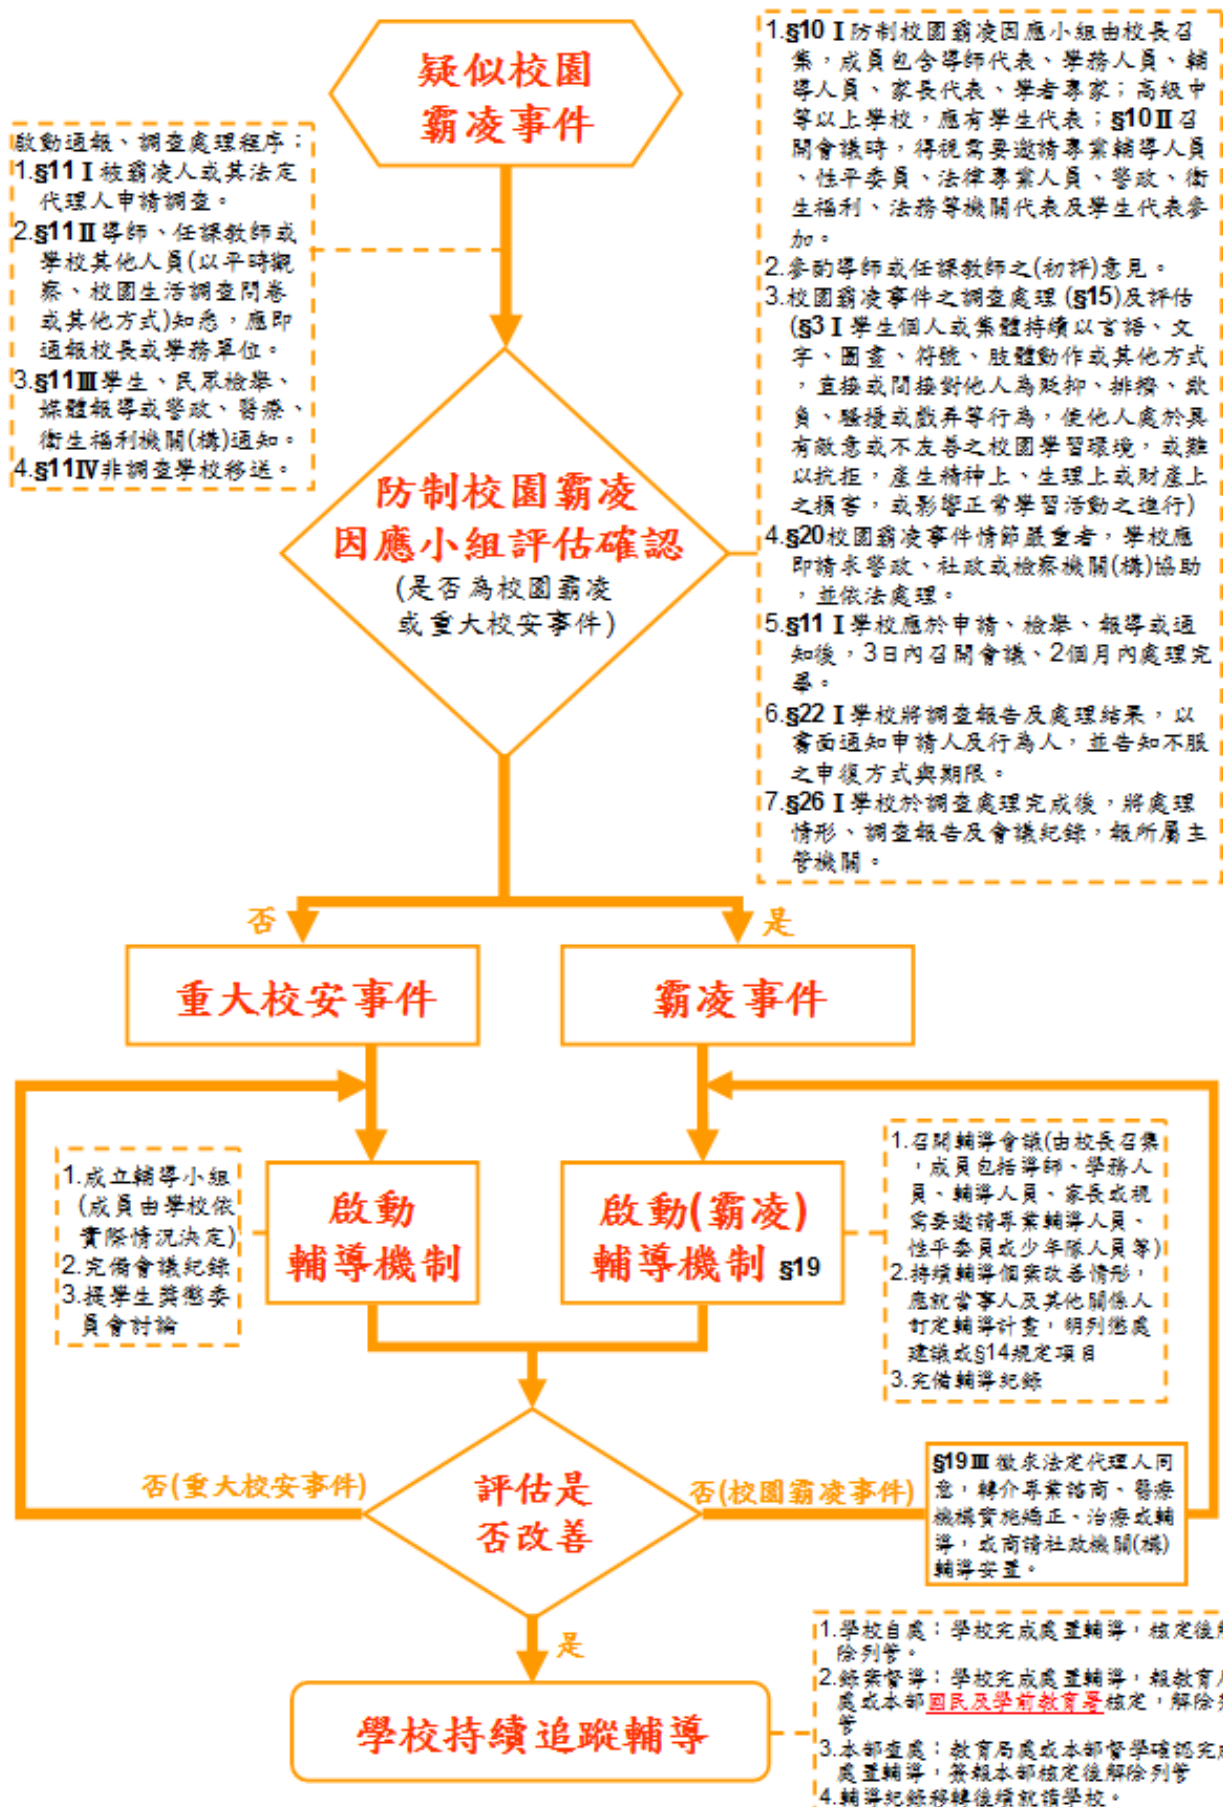 疑似校園
霸凌事件
啟動通報、調查處理程序：
1.§11 I 被霸凌人或其法定
代理人申請調查。
2.§11 II 導師、任課教師或
學校其他人員(以平時觀
察、校園生活調查問卷
或其他方式)知悉，應即
通報校長或學務單位。
3.§11 III 學生、民眾檢舉、
媒體報導或警政、醫療、
衛生福利機關(構)通知。
4.§11 IV 非調查學校移送。
1.§10 I 防制校園霸凌因應小組由校長召
集，成員包含導師代表、學務人員、輔
導人員、家長代表、學者專家；高級中
等以上學校，應有學生代表；§10 II 召
開會議時，得視需要邀請專業輔導人員
、性平委員、法律專業人員、警政、衛
生福利、法務等機關代表及學生代表參
加。
2.參酌導師或任課教師之(初評)意見。
3.校園霸凌事件之調查處理 (§15)及評估
(§3 I 學生個人或集體持續以言語、文
字、圖畫、符號、肢體動作或其他方式
，直接或間接對他人為貶抑、排擠、欺
負、騷擾或戲弄等行為，使他人處於具
有敵意或不友善之校園學習環境，或難
以抗拒，產生精神上、生理上或財產上
之損害，或影響正常學習活動之進行)
4.§20校園霸凌事件情節嚴重者，學校應
即請求警政、社政或檢察機關(構)協助
，並依法處理。
5.§11 I 學校應於申請、檢舉、報導或通
知後，3日內召開會議、2個月內處理完
畢。
6.§22 I 學校將調查報告及處理結果，以
書面通知申請人及行為人，並告知不服
之申復方式與期限。
7.§26 I 學校於調查處理完成後，將處理
情形、調查報告及會議紀錄，報所屬主
管機關。
防制校園霸凌
因應小組評估確認
(是否為校園霸凌
或重大校安事件)
否
是
重大校安事件
霸凌事件
1.成立輔導小組
(成員由學校依
實際情況決定)
2.完備會議紀錄
3.提學生獎懲委
員會討論
啟動
輔導機制
啟動(霸凌)
輔導機制 §19
1.召開輔導會議(由校長召集
，成員包括導師、學務人
員、輔導人員、家長或視
需要邀請專業輔導人員、
性平委員或少年隊人員等)
2.持續輔導個案改善情形，
應就當事人及其他關係人
訂定輔導計畫，明列懲處
建議或§14規定項目
3.完備輔導紀錄
否(重大校安事件)
評估是
否改善
否(校園霸凌事件)
§19 III 徵求法定代理人同
意，轉介專業諮商、醫療
機構實施矯正、治療或輔
導，或商請社政機關(構)
輔導安置。
是
學校持續追蹤輔導
1.學校自處：學校完成處置輔導，核定後解
除列管。
2.錄案督導：學校完成處置輔導，報教育局
處或本部國民及學前教育署核定，解除列
管
3.本部查處：教育局處或本部督學確認完成
處置輔導，簽報本部核定後解除列管
4.輔導紀錄移轉後續就讀學校。